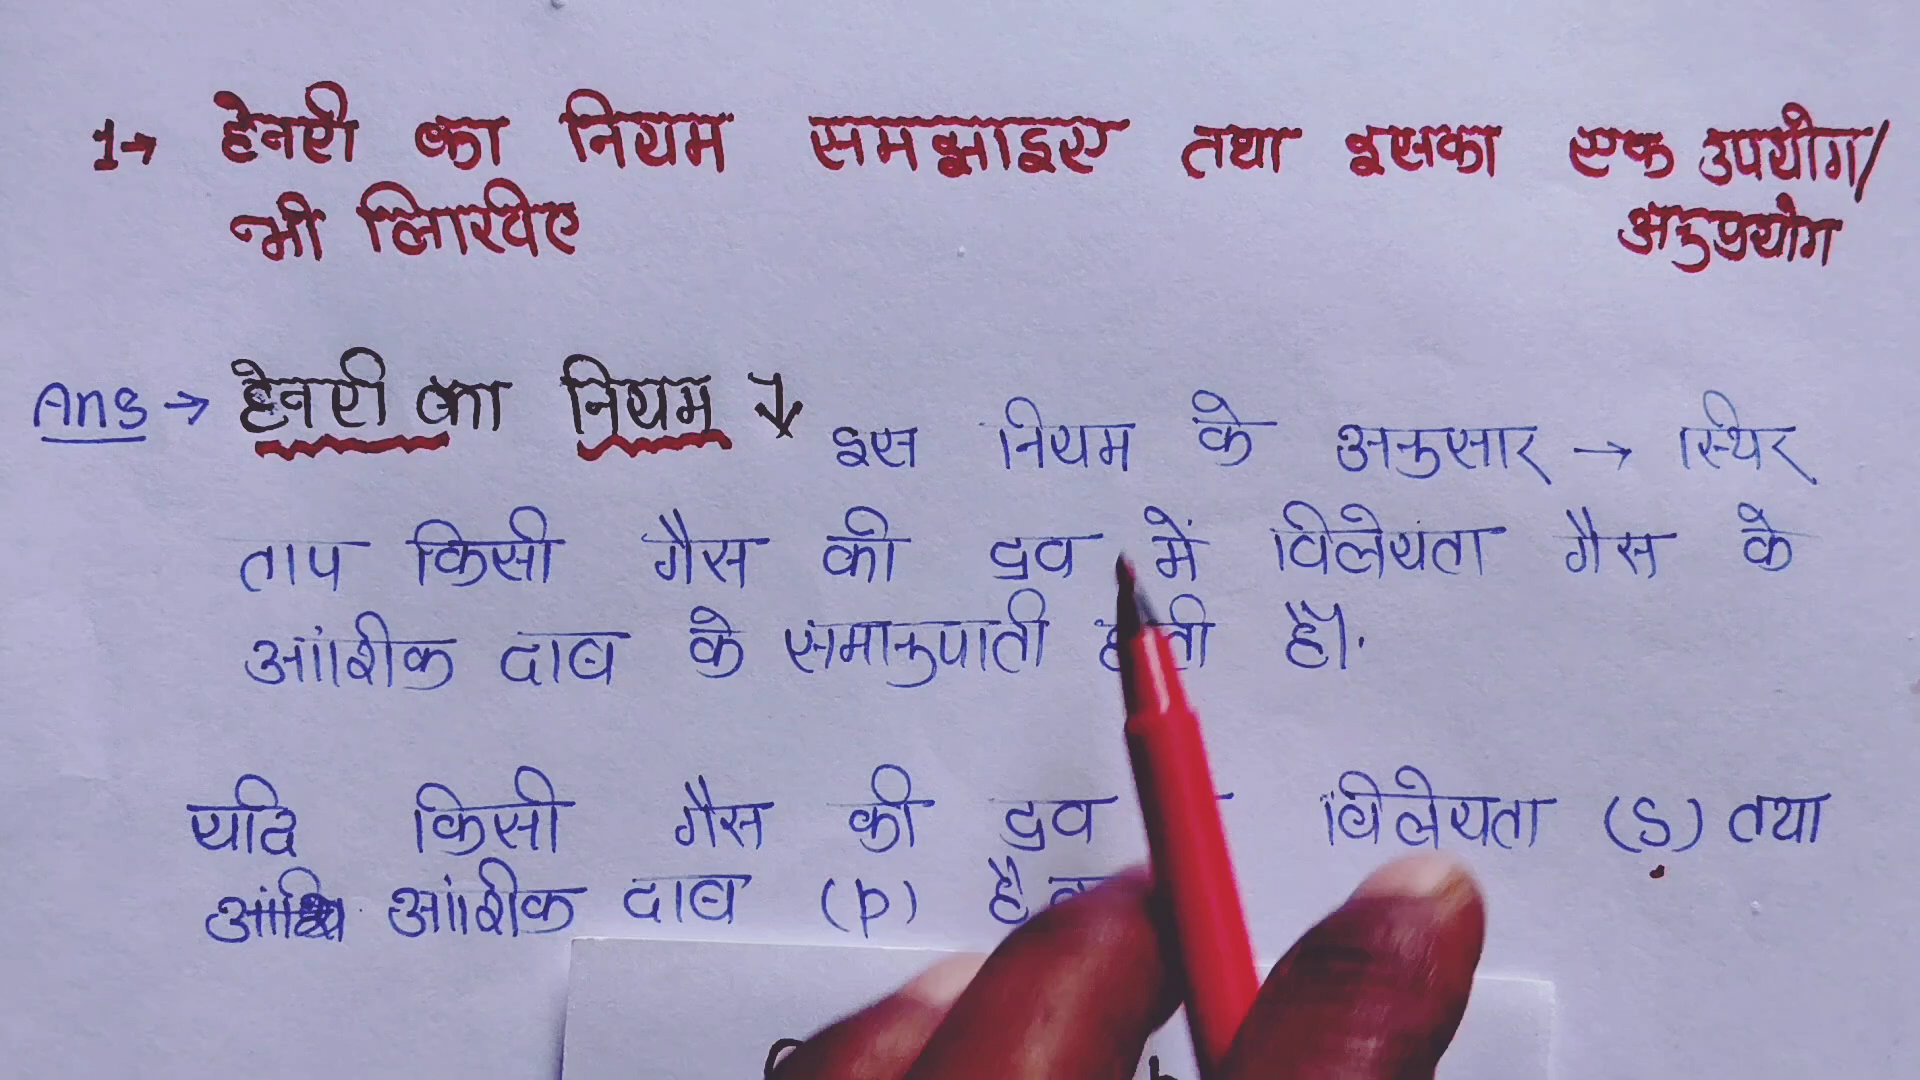 1→ हेनरी का नियम समझाइए तथा इसका एक उपयोग/
अनुप्रयोग
भी लिखिए
Ans → हेनरी का नियम
इस नियम के अनुसार → स्थिर
ताप किसी गैस की द्रव में विलेयता गैस के
आंशीक दाब के समानुपाती होती है।.
यदि किसी गैस की द्रव विलेयता (S) तथा
आंशीक दाब (p) है